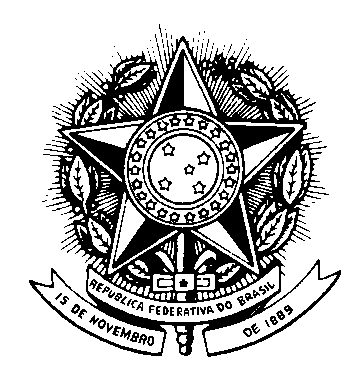 REPUBLICA FEDERATIVA DO BRASIL
15 DE NOVEMBRO
DE 1889